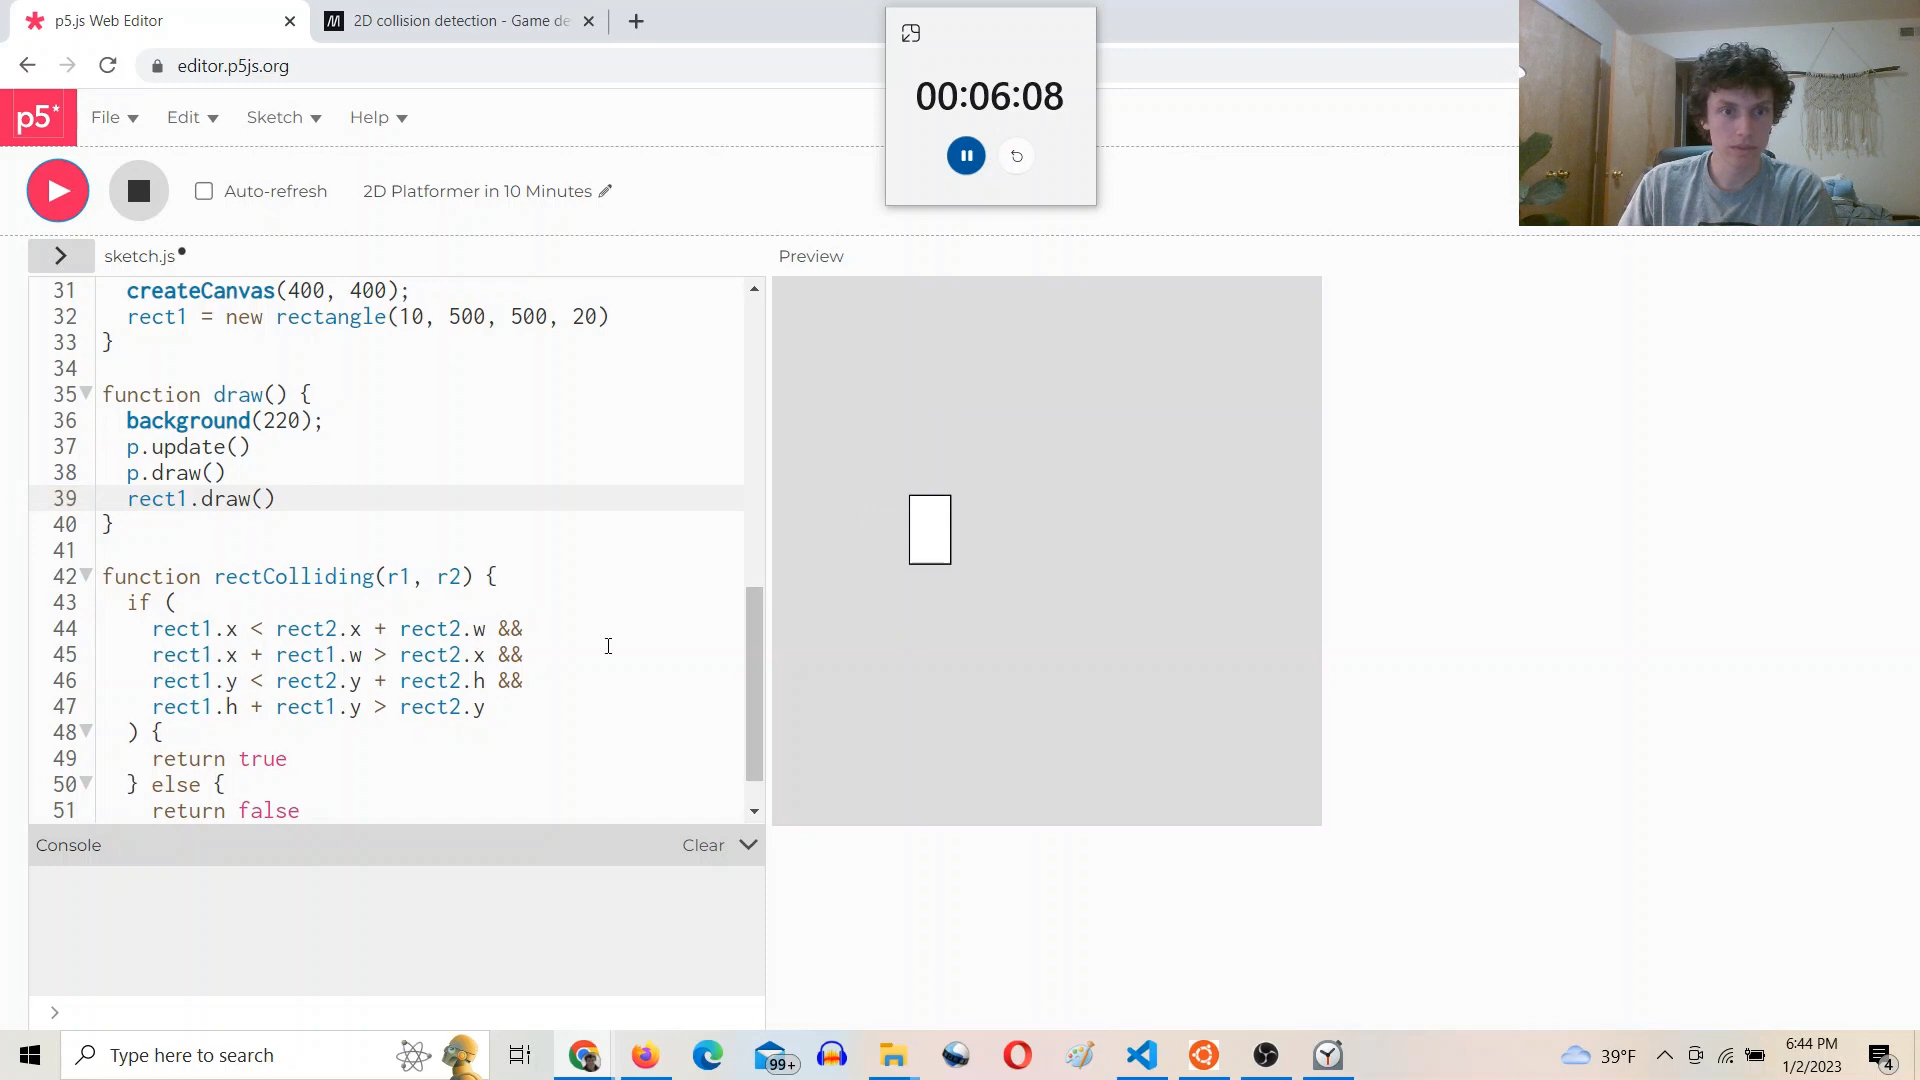 p5.js Web Editor
2D collision detection - Game de
editor.p5js.org
00:06:08
p5*
File
Edit
Sketch
Help
Auto-refresh
2D Platformer in 10 Minutes
sketch.js
Preview
31 createCanvas(400, 400);
32 rect1 = new rectangle(10, 500, 500, 20)
33 }
34
35 function draw() {
36 background(220);
37 p.update()
38 p.draw()
39 rect1.draw()
40 }
41
42 function rectColliding(r1, r2) {
43 if (
44 rect1.x < rect2.x + rect2.w &&
45 rect1.x + rect1.w > rect2.x &&
46 rect1.y < rect2.y + rect2.h &&
47 rect1.h + rect1.y > rect2.y
48 ) {
49 return true
50 } else {
51 return false
Console
Clear
>
Type here to search
99+
39°F
6:44 PM
1/2/2023
4